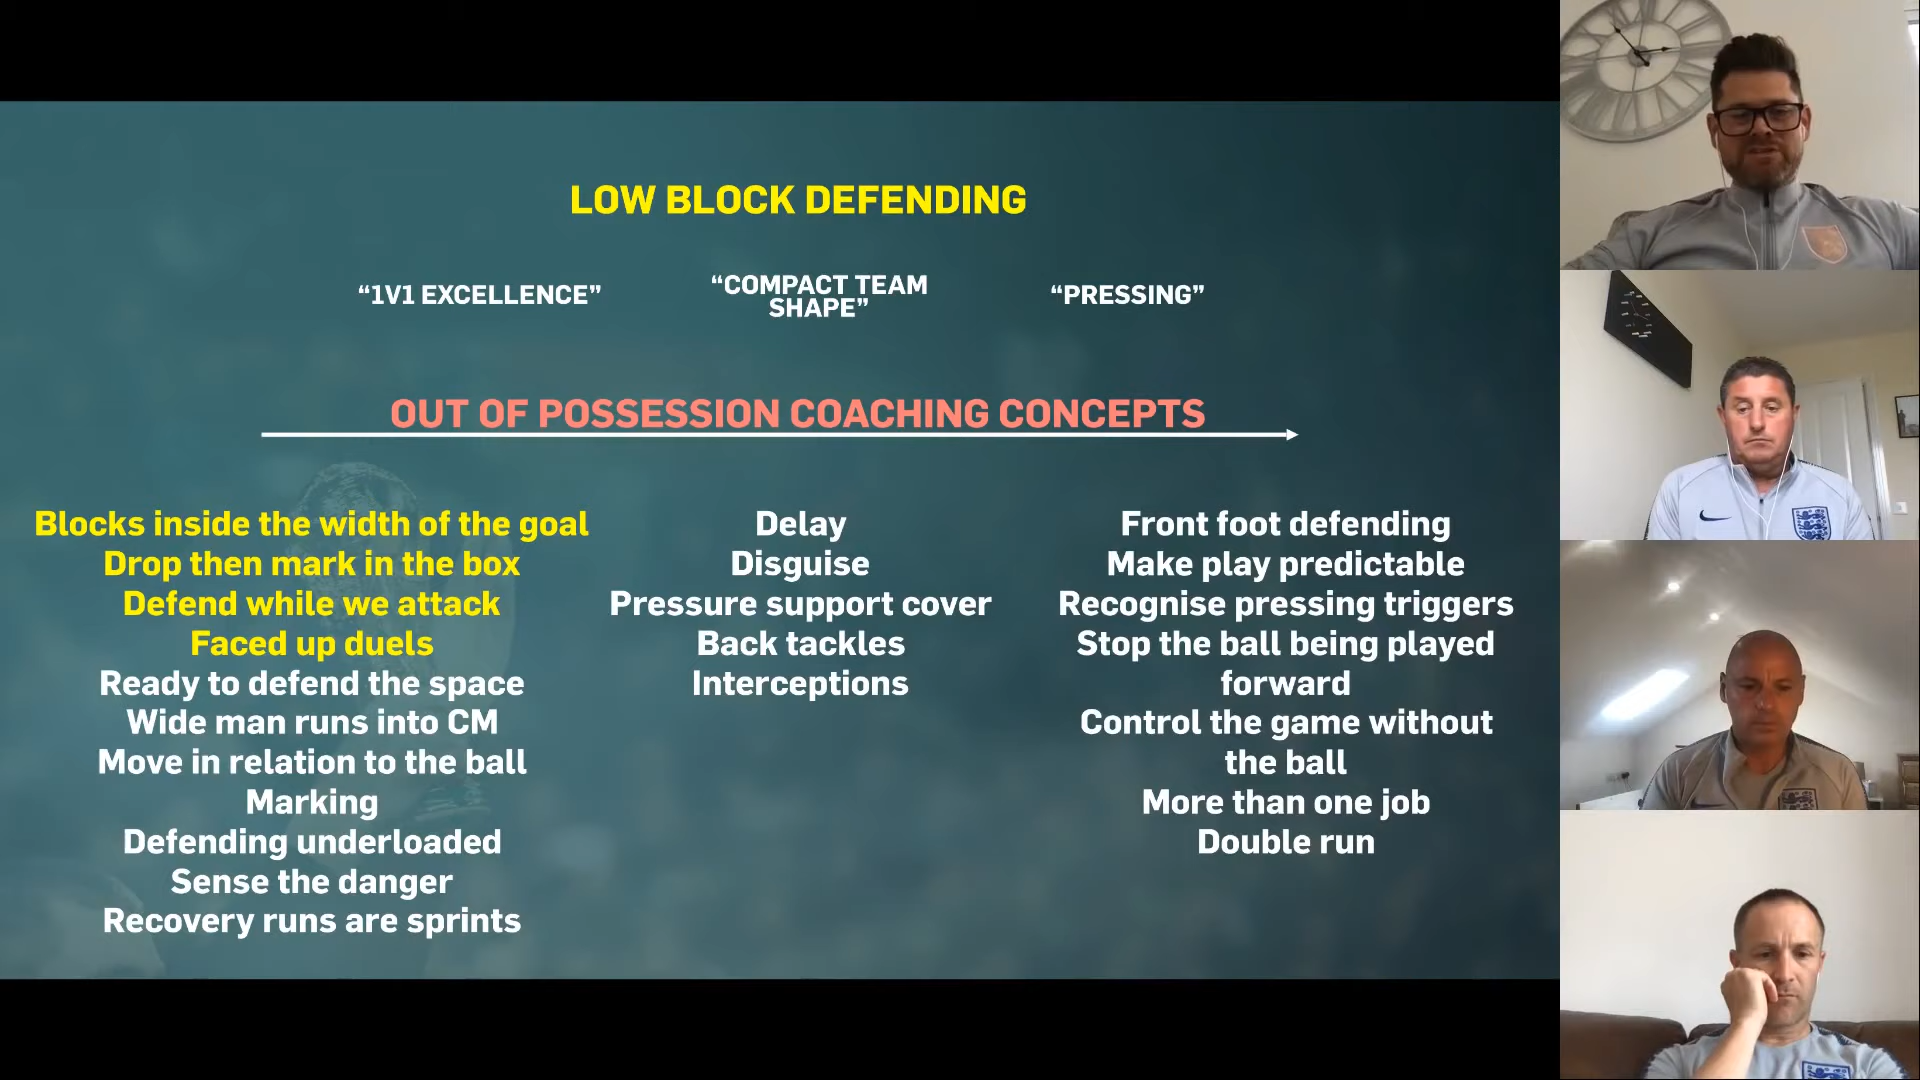 LOW BLOCK DEFENDING
“1V1 EXCELLENCE”
“COMPACT TEAM
SHAPE”
“PRESSING”
OUT OF POSSESSION COACHING CONCEPTS
Blocks inside the width of the goal
Drop then mark in the box
Defend while we attack
Faced up duels
Ready to defend the space
Wide man runs into CM
Move in relation to the ball
Marking
Defending underloaded
Sense the danger
Recovery runs are sprints
Delay
Disguise
Pressure support cover
Back tackles
Interceptions
Front foot defending
Make play predictable
Recognise pressing triggers
Stop the ball being played
forward
Control the game without
the ball
More than one job
Double run